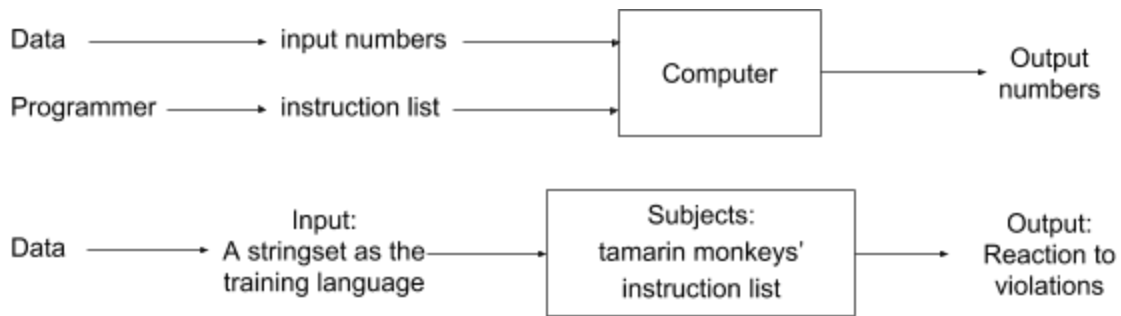 Data input numbers
Programmer instruction list
Computer
Output
numbers
Data
Input:
A stringset as the
training language
Subjects:
tamarin monkeys'
instruction list
Output:
Reaction to
violations